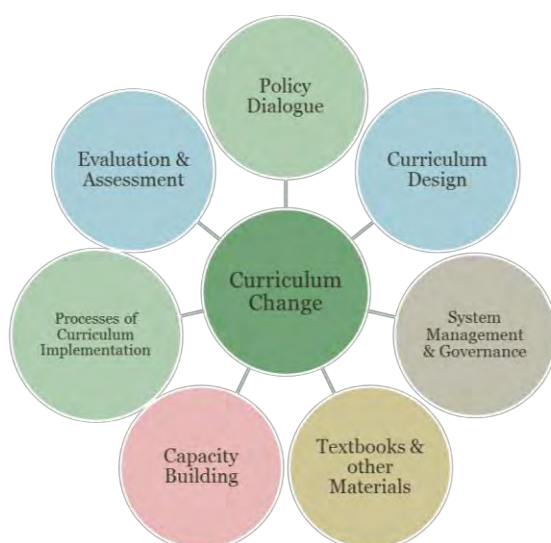 Policy
Dialogue
Evaluation &
Assessment
Curriculum
Design
Curriculum
Change
Processes of
Curriculum
Implementation
System
Management
& Governance
Capacity
Building
Textbooks &
other
Materials